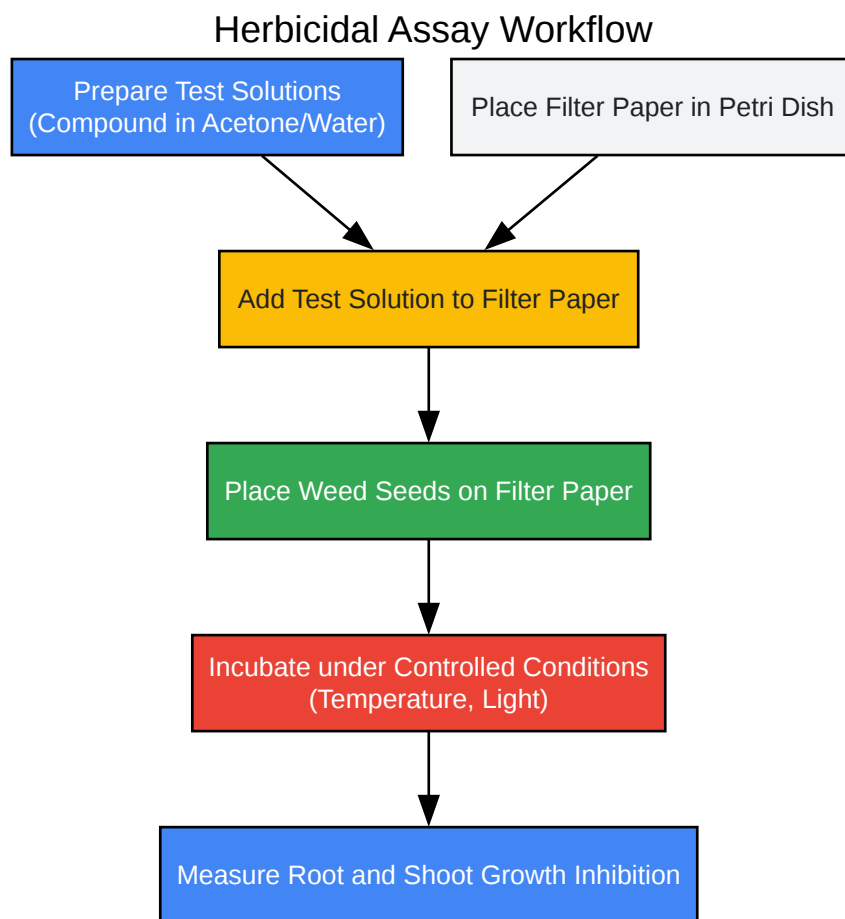 Herbicidal Assay Workflow
Prepare Test Solutions
(Compound in Acetone/Water)
Place Filter Paper in Petri Dish
Add Test Solution to Filter Paper
Place Weed Seeds on Filter Paper
Incubate under Controlled Conditions
(Temperature, Light)
Measure Root and Shoot Growth Inhibition